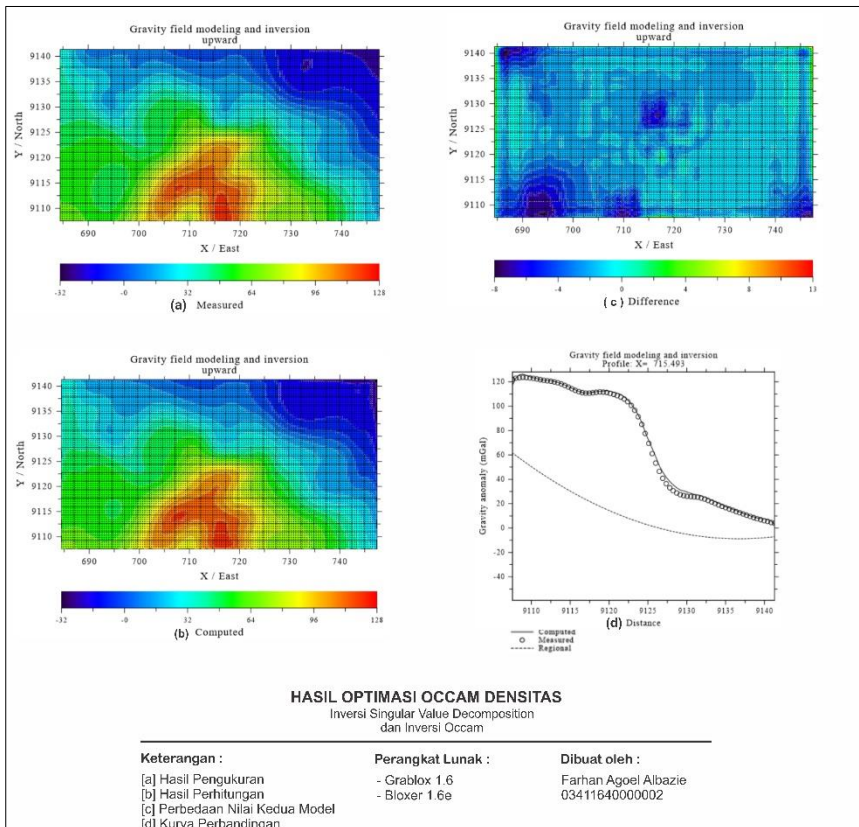 Gravity field modeling and inversion
upward
9140
9135
9130
9125
9120
9115
9110
Y / North
690 700 710 720 730 740
X / East
-32 -0 32 64 96 128
(a) Measured
Gravity field modeling and inversion
upward
9140
9135
9130
9125
9120
9115
9110
Y / North
690 700 710 720 730 740
X / East
-8 -4 0 4 8 13
(c) Difference
Gravity field modeling and inversion
upward
9140
9135
9130
9125
9120
9115
9110
Y / North
690 700 710 720 730 740
X / East
-32 -0 32 64 96 128
(b) Computed
Gravity field modeling and inversion
Profile: X= 715.493
120
100
80
60
40
20
0
-20
-40
Gravity anomaly (mGal)
9110 9115 9120 9125 9130 9135 9140
(d) Distance
Computed
Measured
Regional
HASIL OPTIMASI OCCAM DENSITAS
Inversi Singular Value Decomposition
dan Inversi Occam
Keterangan :
[a] Hasil Pengukuran
[b] Hasil Perhitungan
[c] Perbedaan Nilai Kedua Model
[d] Kurva Perbandingan
Perangkat Lunak :
- Grablox 1.6
- Bloxer 1.6e
Dibuat oleh :
Farhan Agoel Albazie
03411640000002